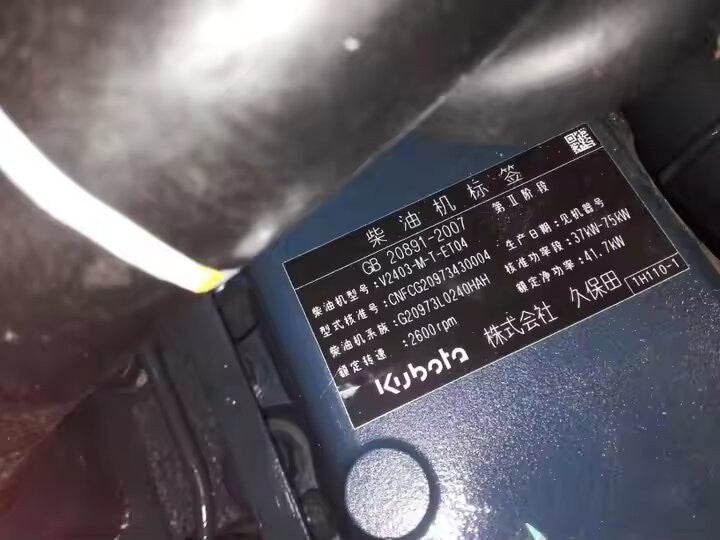 柴油机标签
GB 20891-2007 第Ⅱ阶段
柴油机型号:V2403-M-T-ET04 生产日期:见机器号
型式核准号:CNFCG20973430004 核准功率段:37kW-75kW
柴油机系族:G20973L0240HAH 额定净功率:41.7kW
额定转速:2600rpm
Kubota 株式会社 久保田 1H110-1